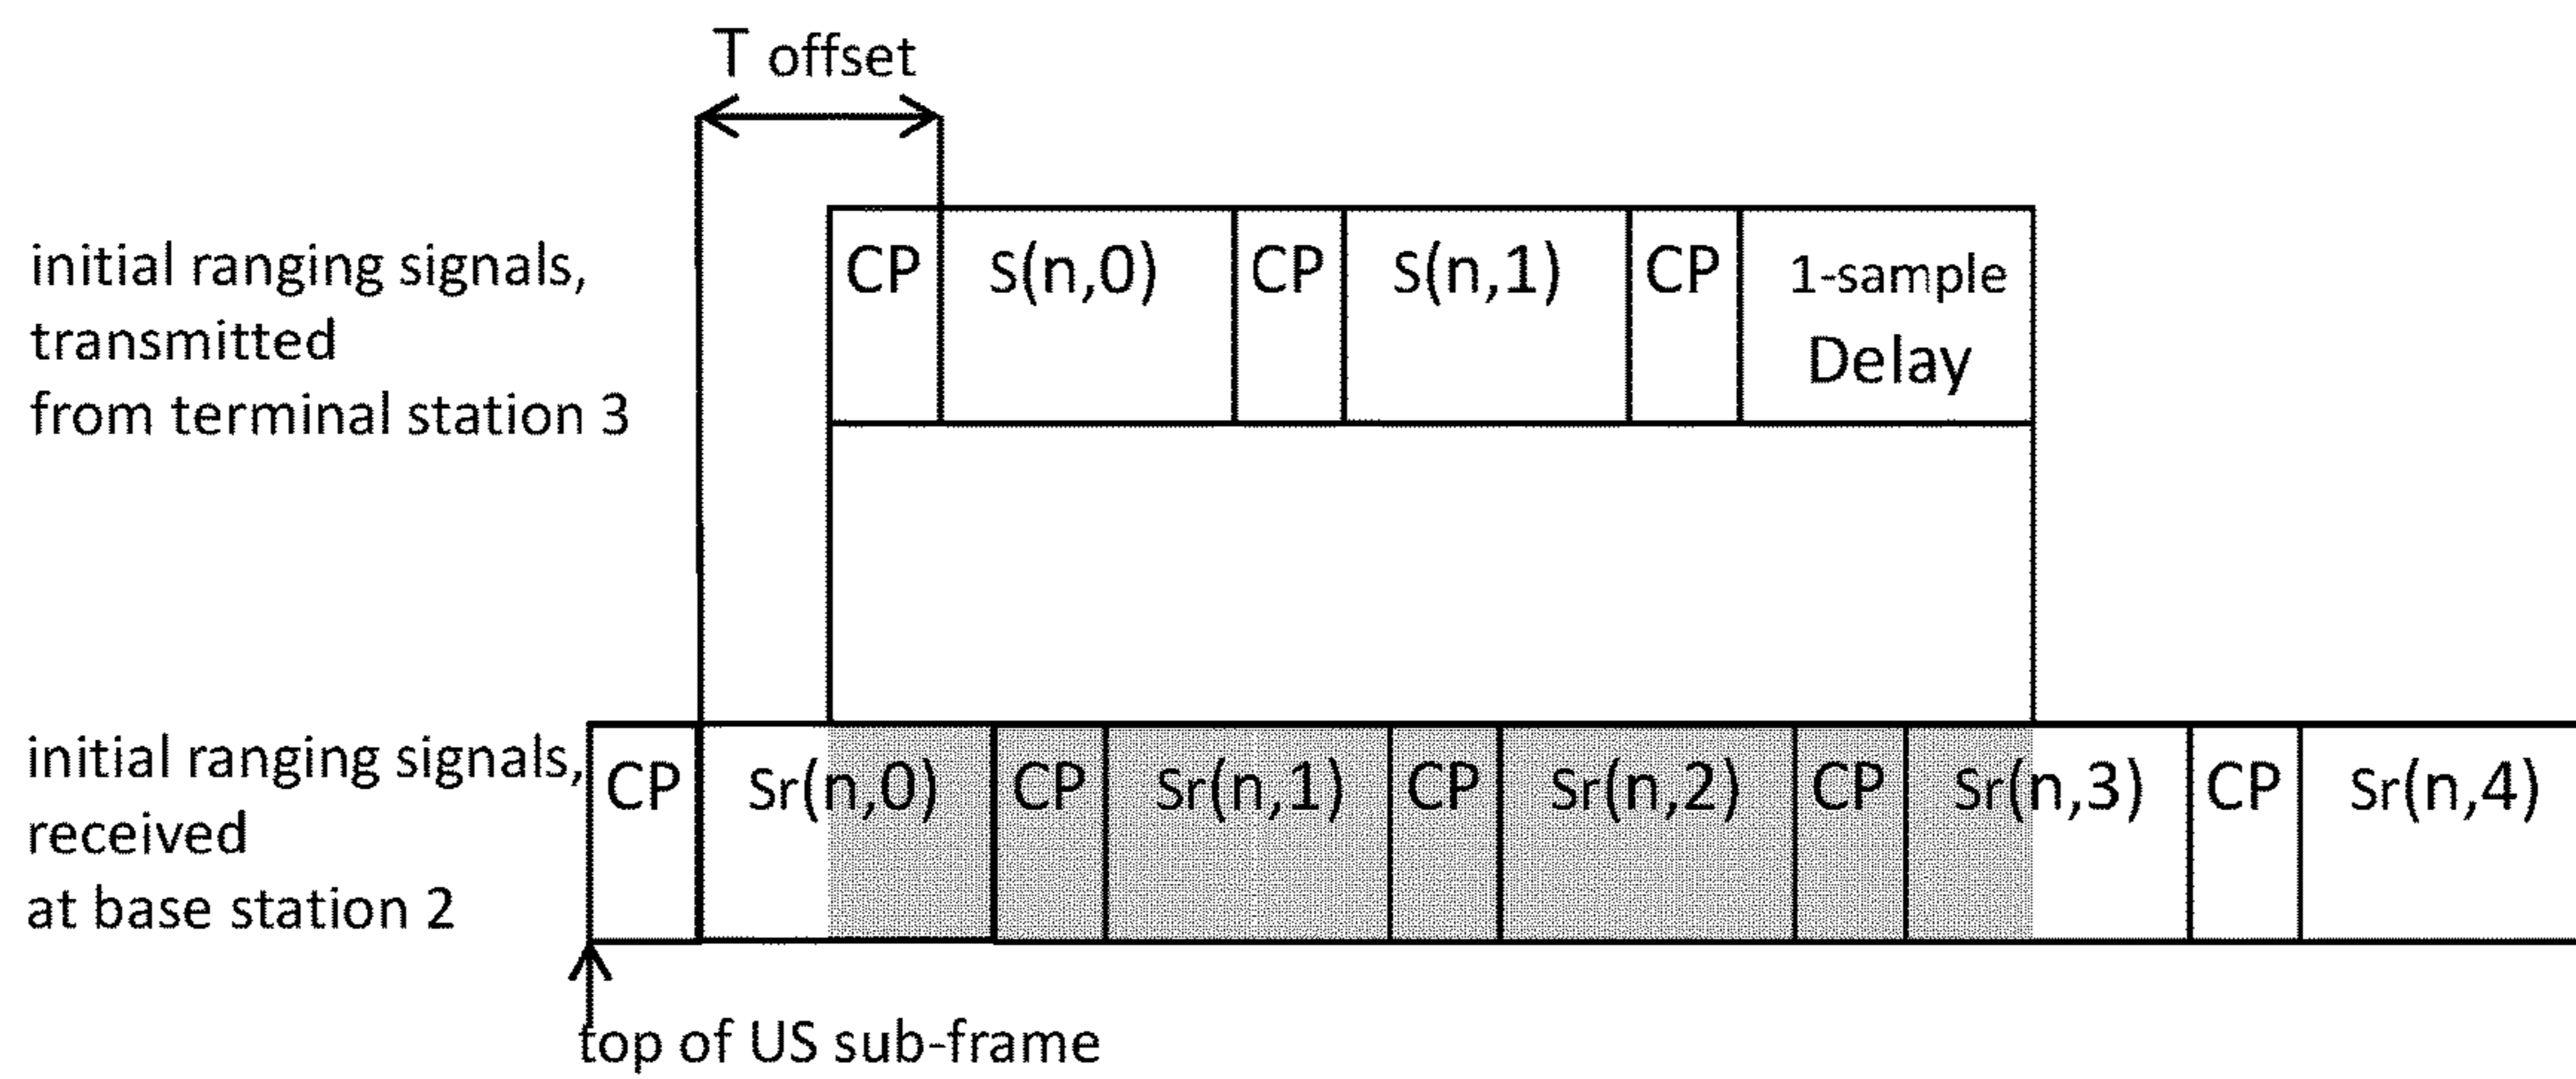 T offset
initial ranging signals,
transmitted
from terminal station 3
CP S(n,0) CP S(n,1) CP 1-sample
Delay
initial ranging signals,
received
at base station 2
CP Sr(n,0) CP Sr(n,1) CP Sr(n,2) CP Sr(n,3) CP Sr(n,4)
top of US sub-frame